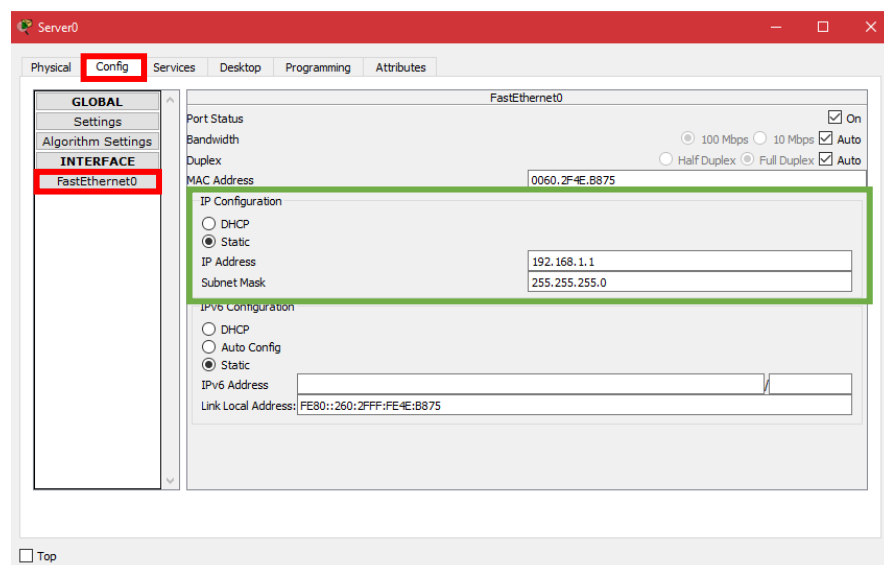 Server0
Physical Config Services Desktop Programming Attributes
GLOBAL
Settings
Algorithm Settings
INTERFACE
FastEthernet0
FastEthernet0
Port Status On
Bandwidth 100 Mbps 10 Mbps Auto
Duplex Half Duplex Full Duplex Auto
MAC Address 0060.2F4E.B875
IP Configuration
DHCP
Static
IP Address 192.168.1.1
Subnet Mask 255.255.255.0
IPv6 Configuration
DHCP
Auto Config
Static
IPv6 Address /
Link Local Address: FE80::260:2FFF:FE4E:B875
Top